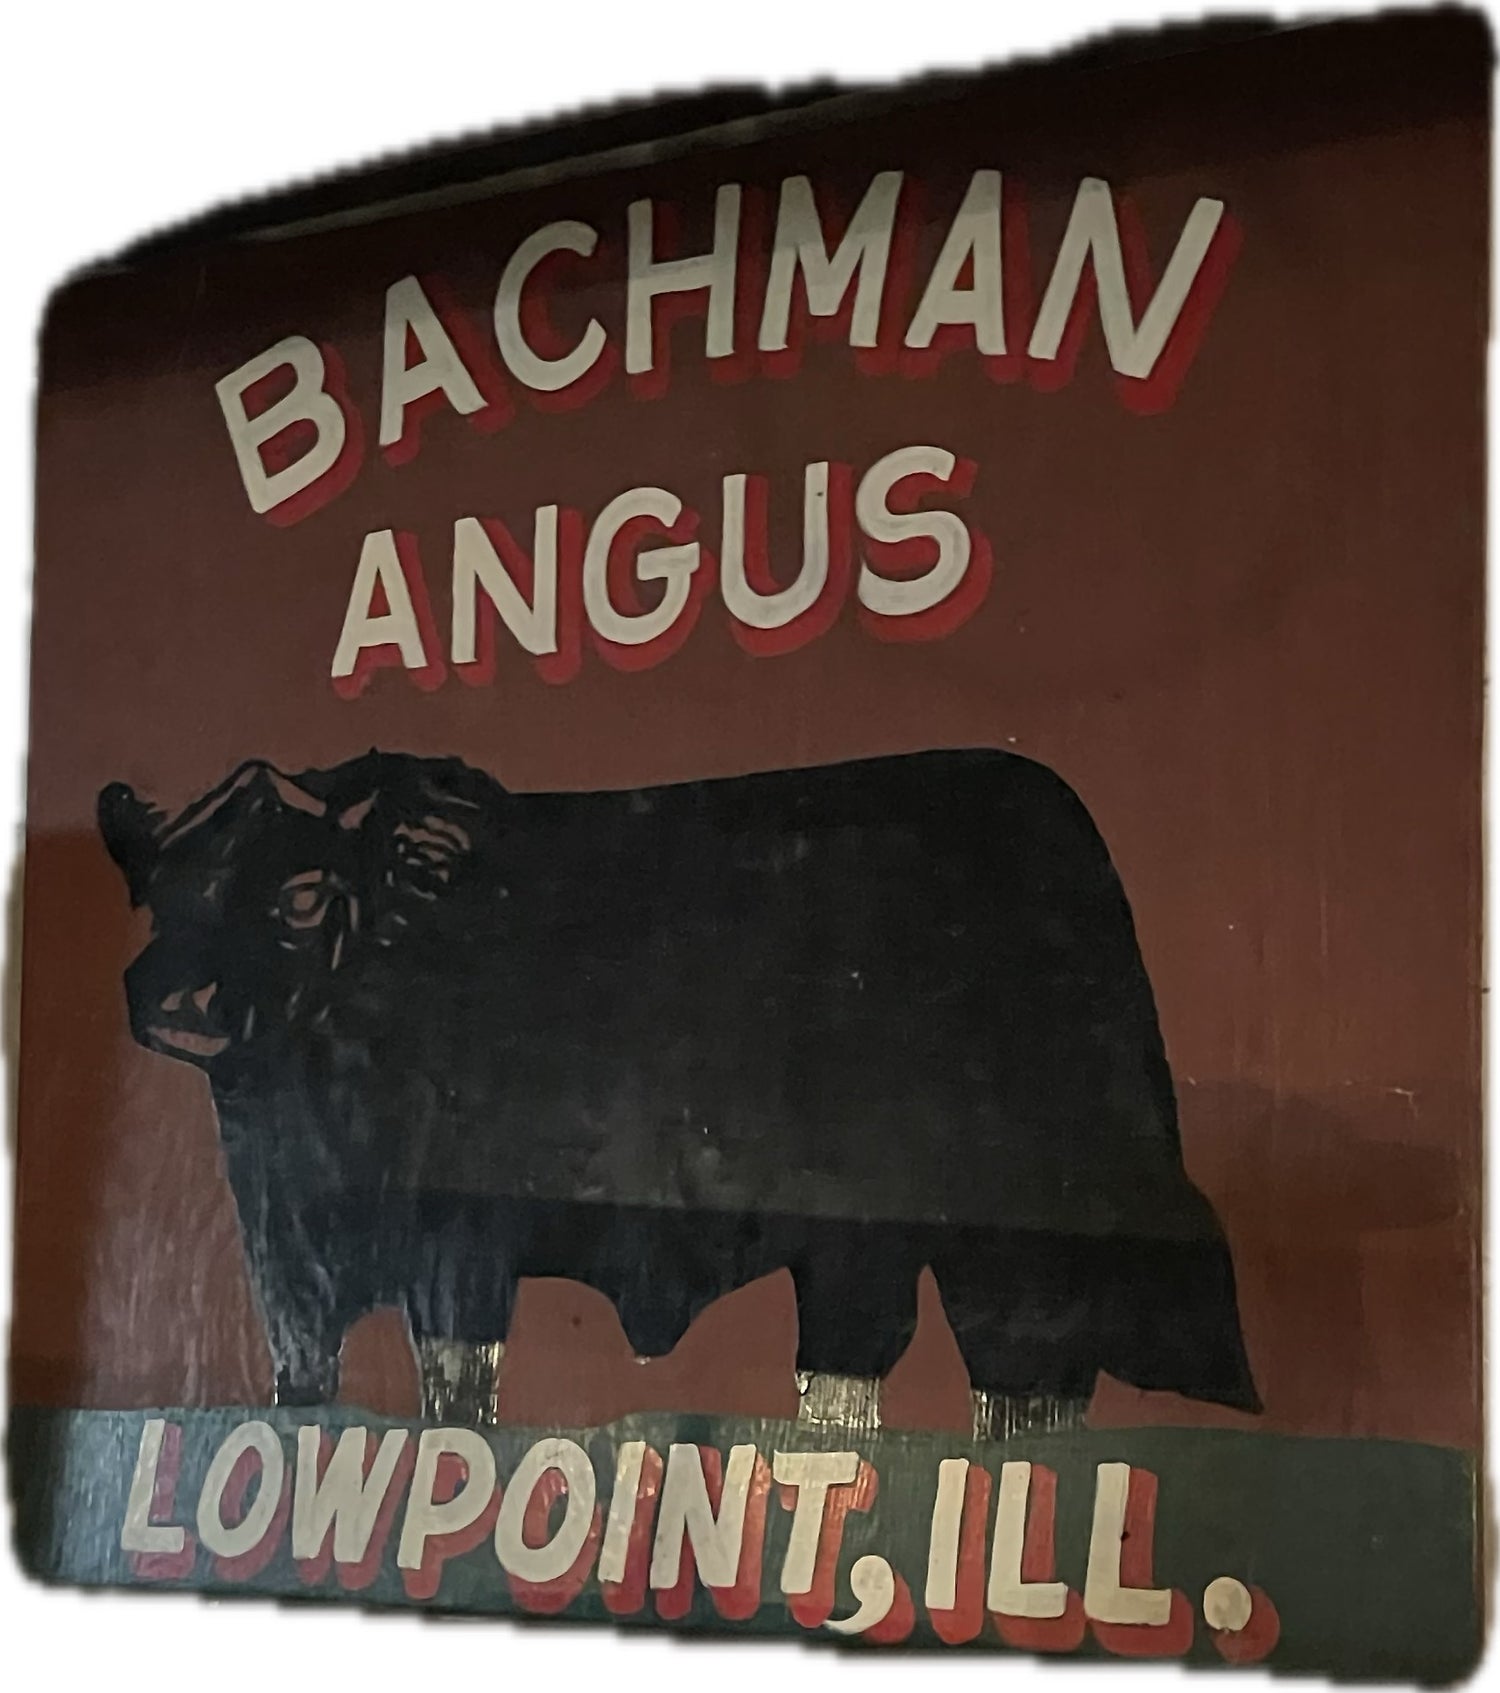 BACHMAN
ANGUS
LOWPOINT, ILL.